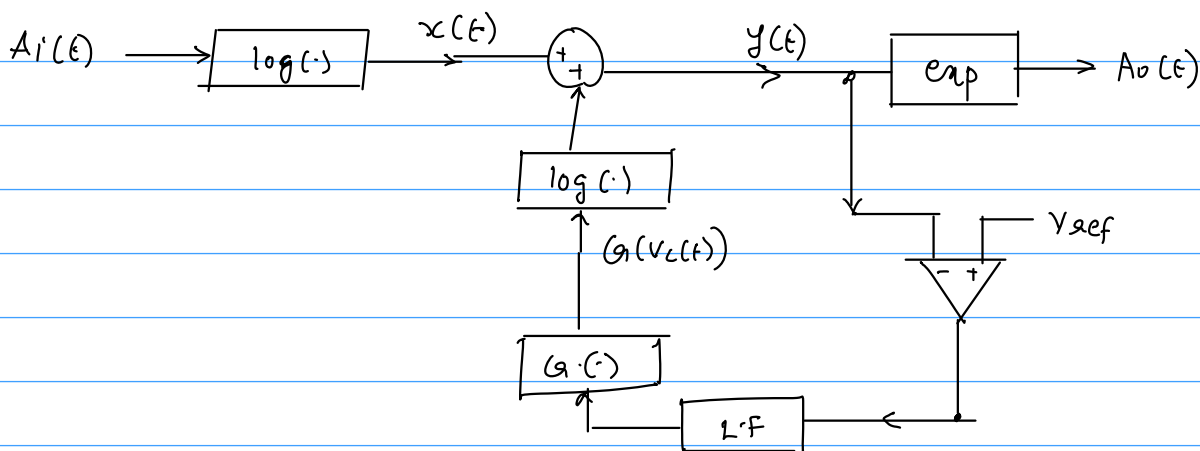 Ai(t) log(·) x(t) + + y(t) exp Ao(t)
log(·)
G(Vc(t))
Vref
- +
G·(·)
L·F